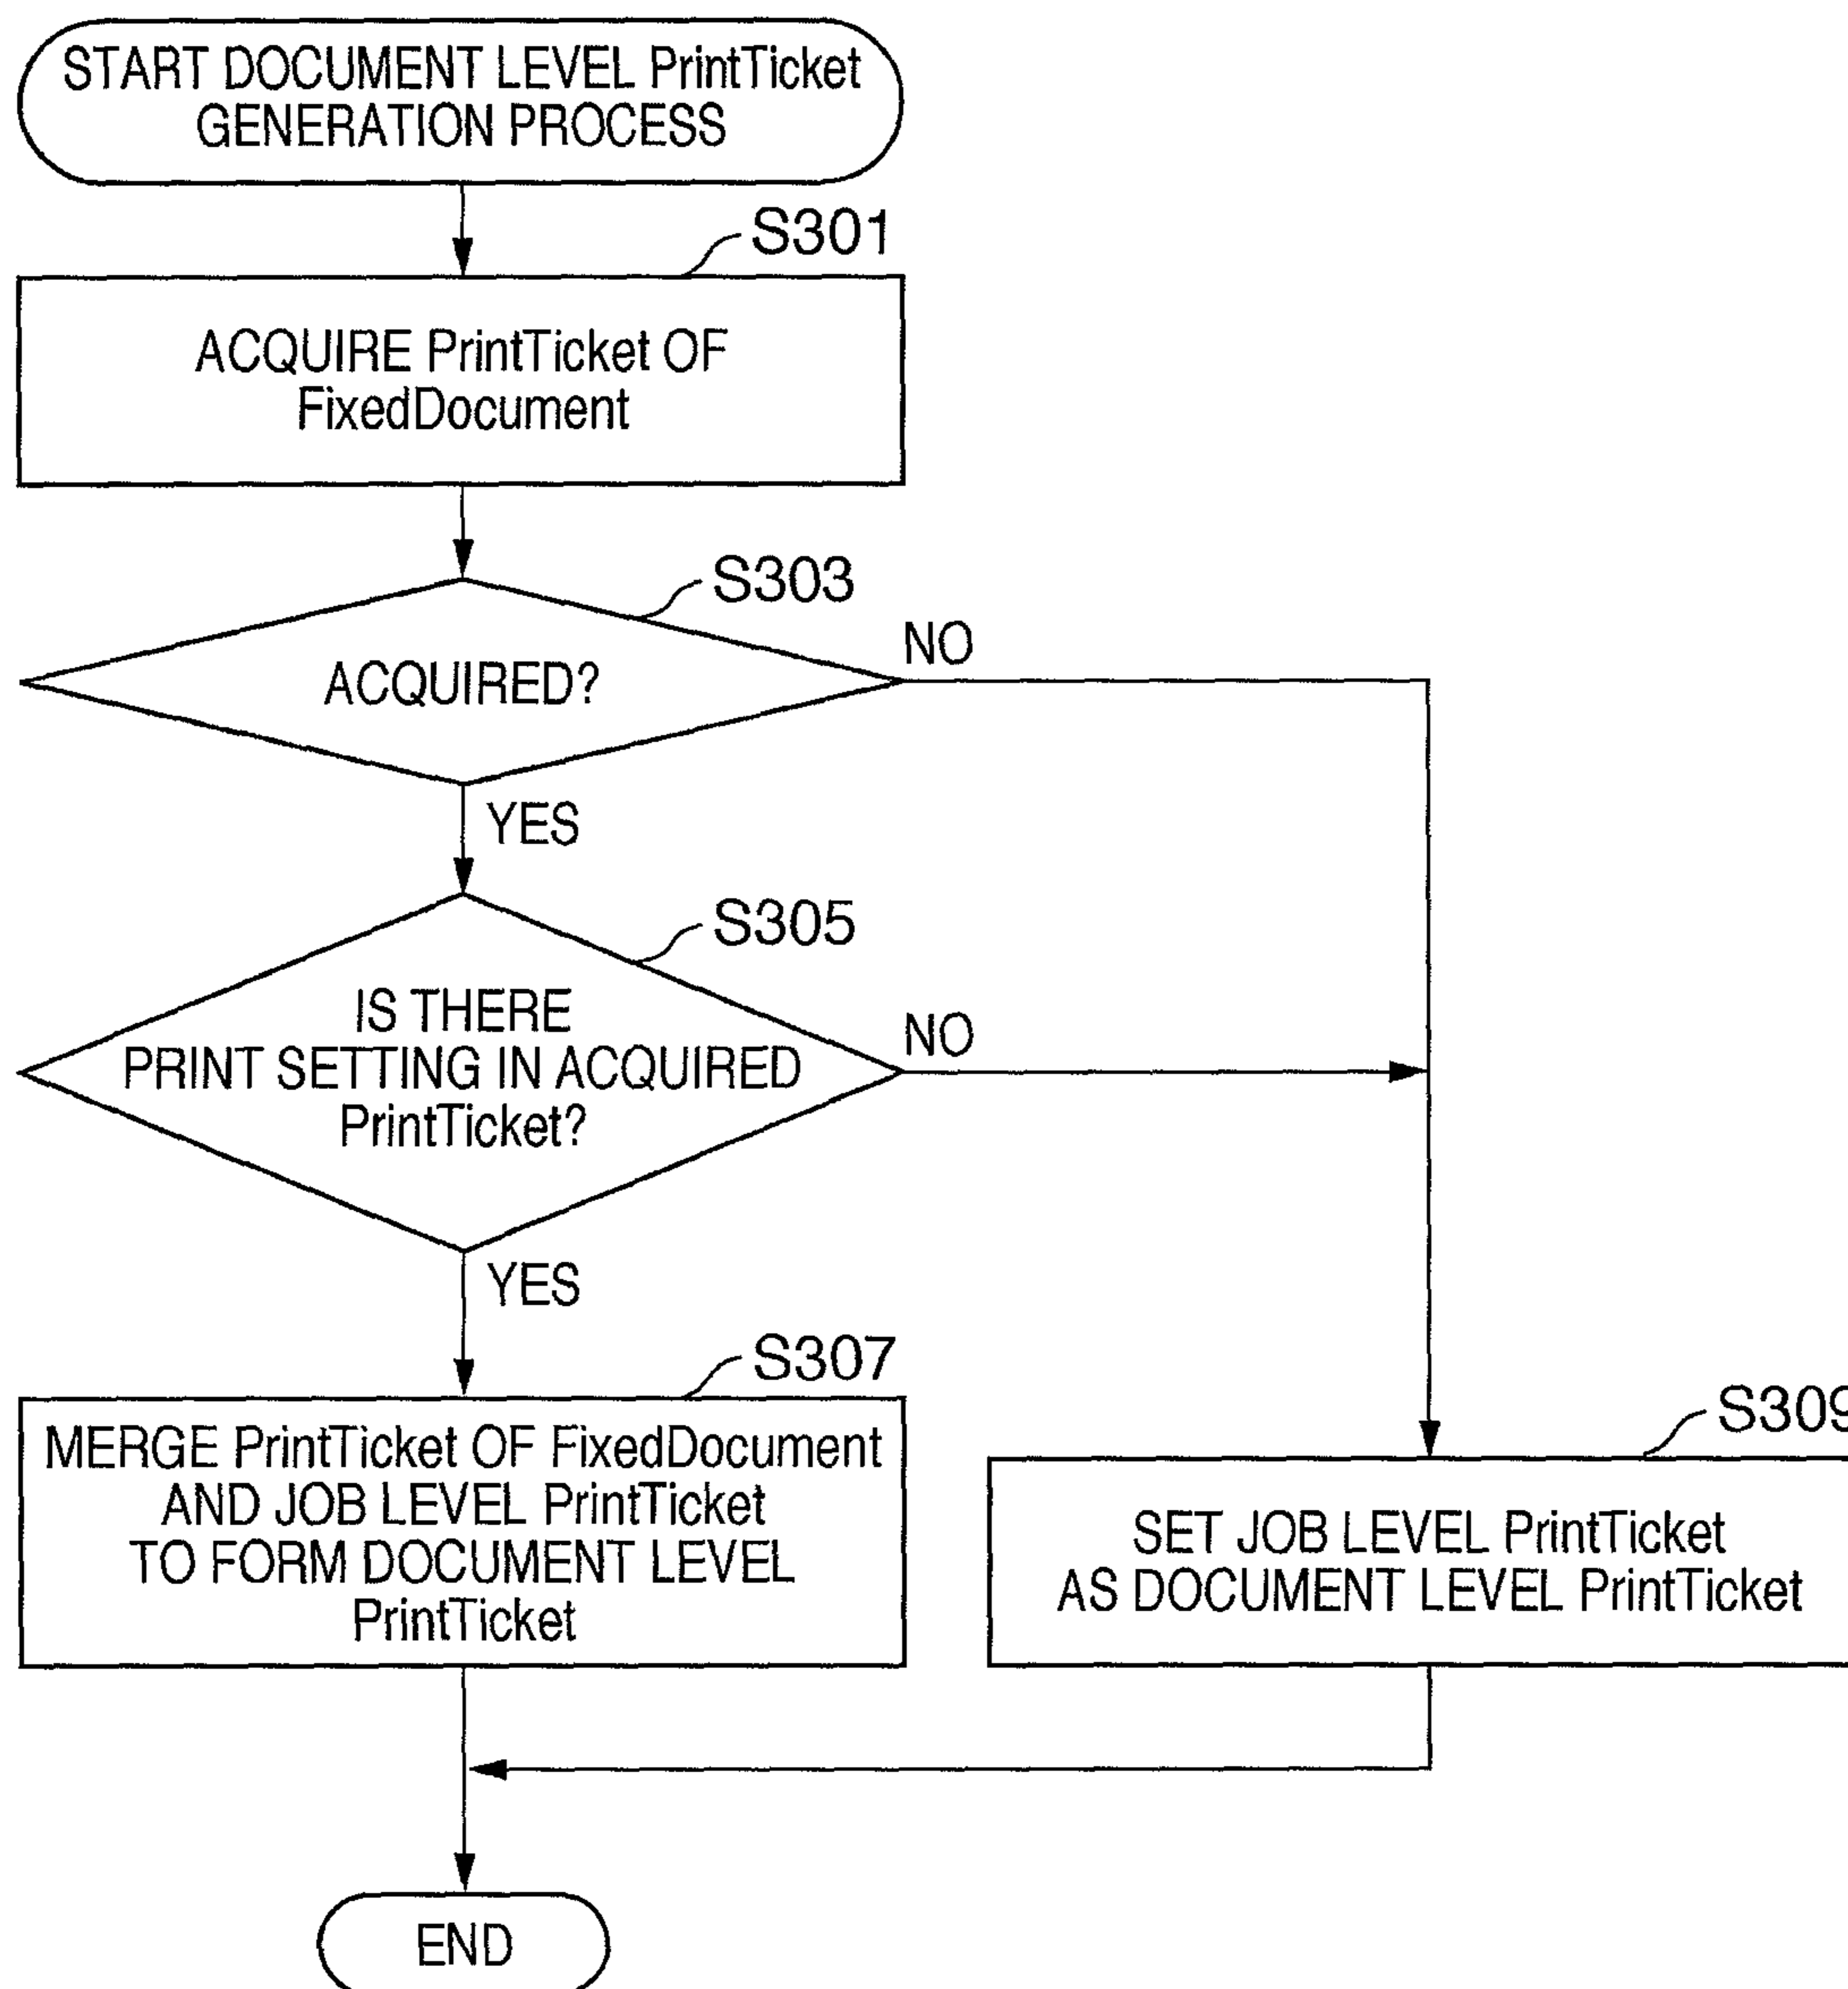 START DOCUMENT LEVEL PrintTicket
GENERATION PROCESS
S301
ACQUIRE PrintTicket OF
FixedDocument
S303
ACQUIRED?
NO
YES
S305
IS THERE
PRINT SETTING IN ACQUIRED
PrintTicket?
NO
YES
S307
MERGE PrintTicket OF FixedDocument
AND JOB LEVEL PrintTicket
TO FORM DOCUMENT LEVEL
PrintTicket
S309
SET JOB LEVEL PrintTicket
AS DOCUMENT LEVEL PrintTicket
END